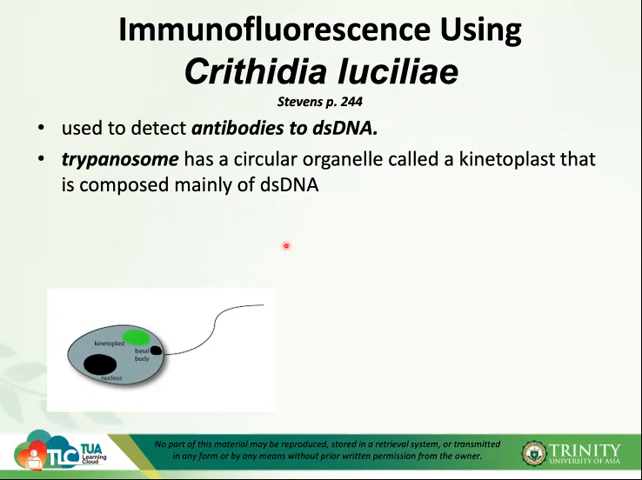 Immunofluorescence Using
Crithidia luciliae
Stevens p. 244
• used to detect antibodies to dsDNA.
• trypanosome has a circular organelle called a kinetoplast that
is composed mainly of dsDNA
kinetoplast
basal
body
nucleus
TLC TUA
Learning
Cloud
No part of this material may be reproduced, stored in a retrieval system, or transmitted
in any form or by any means without prior written permission from the owner.
TRINITY
UNIVERSITY OF ASIA